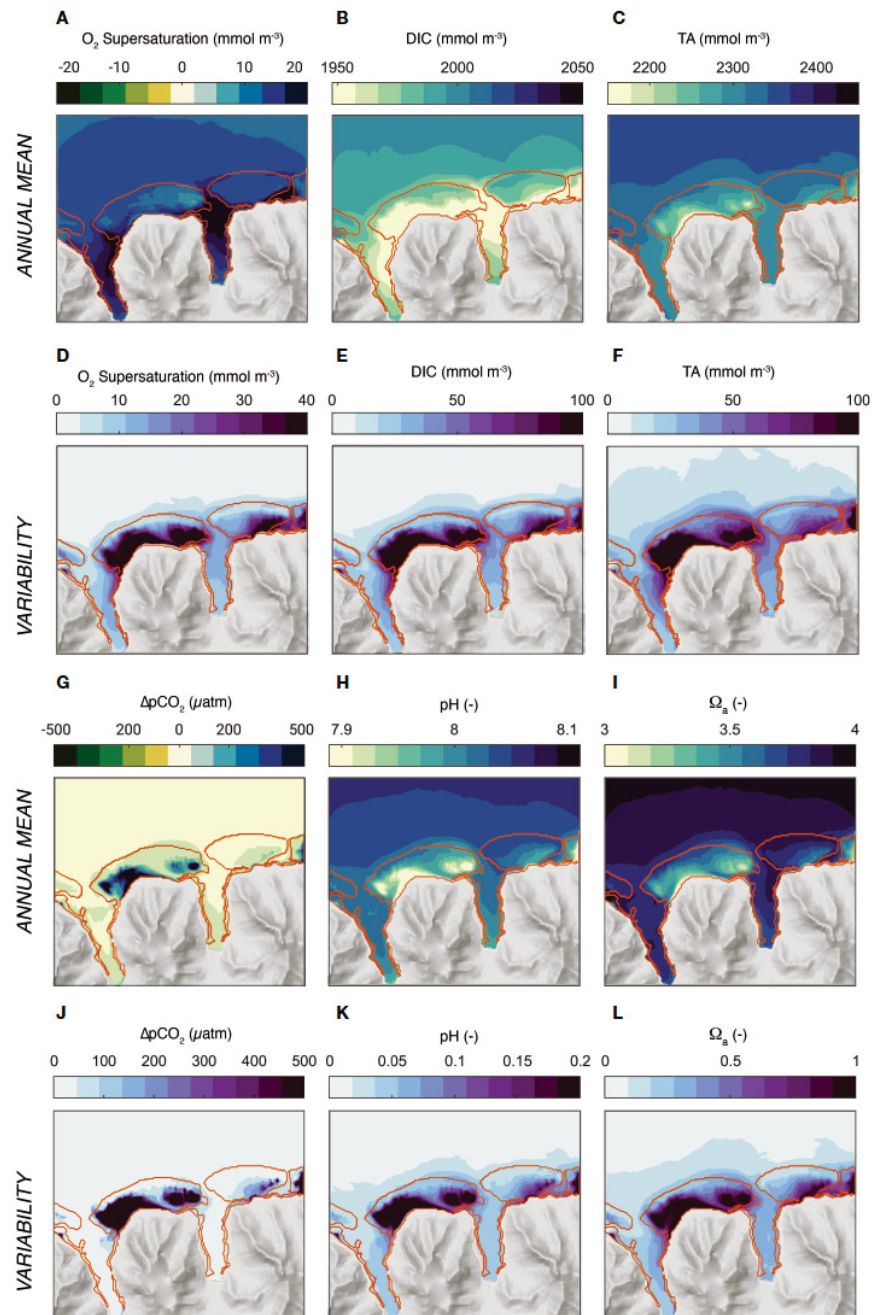 A B C
O₂ Supersaturation (mmol m⁻³) DIC (mmol m⁻³) TA (mmol m⁻³)
-20 -10 0 10 20 1950 2000 2050 2200 2300 2400
ANNUAL MEAN
D E F
O₂ Supersaturation (mmol m⁻³) DIC (mmol m⁻³) TA (mmol m⁻³)
0 10 20 30 40 0 50 100 0 50 100
VARIABILITY
G H I
ΔpCO₂ (µatm) pH (-) Ωₐ (-)
-500 200 0 200 500 7.9 8 8.1 3 3.5 4
ANNUAL MEAN
J K L
ΔpCO₂ (µatm) pH (-) Ωₐ (-)
0 100 200 300 400 500 0 0.05 0.1 0.15 0.2 0 0.5 1
VARIABILITY